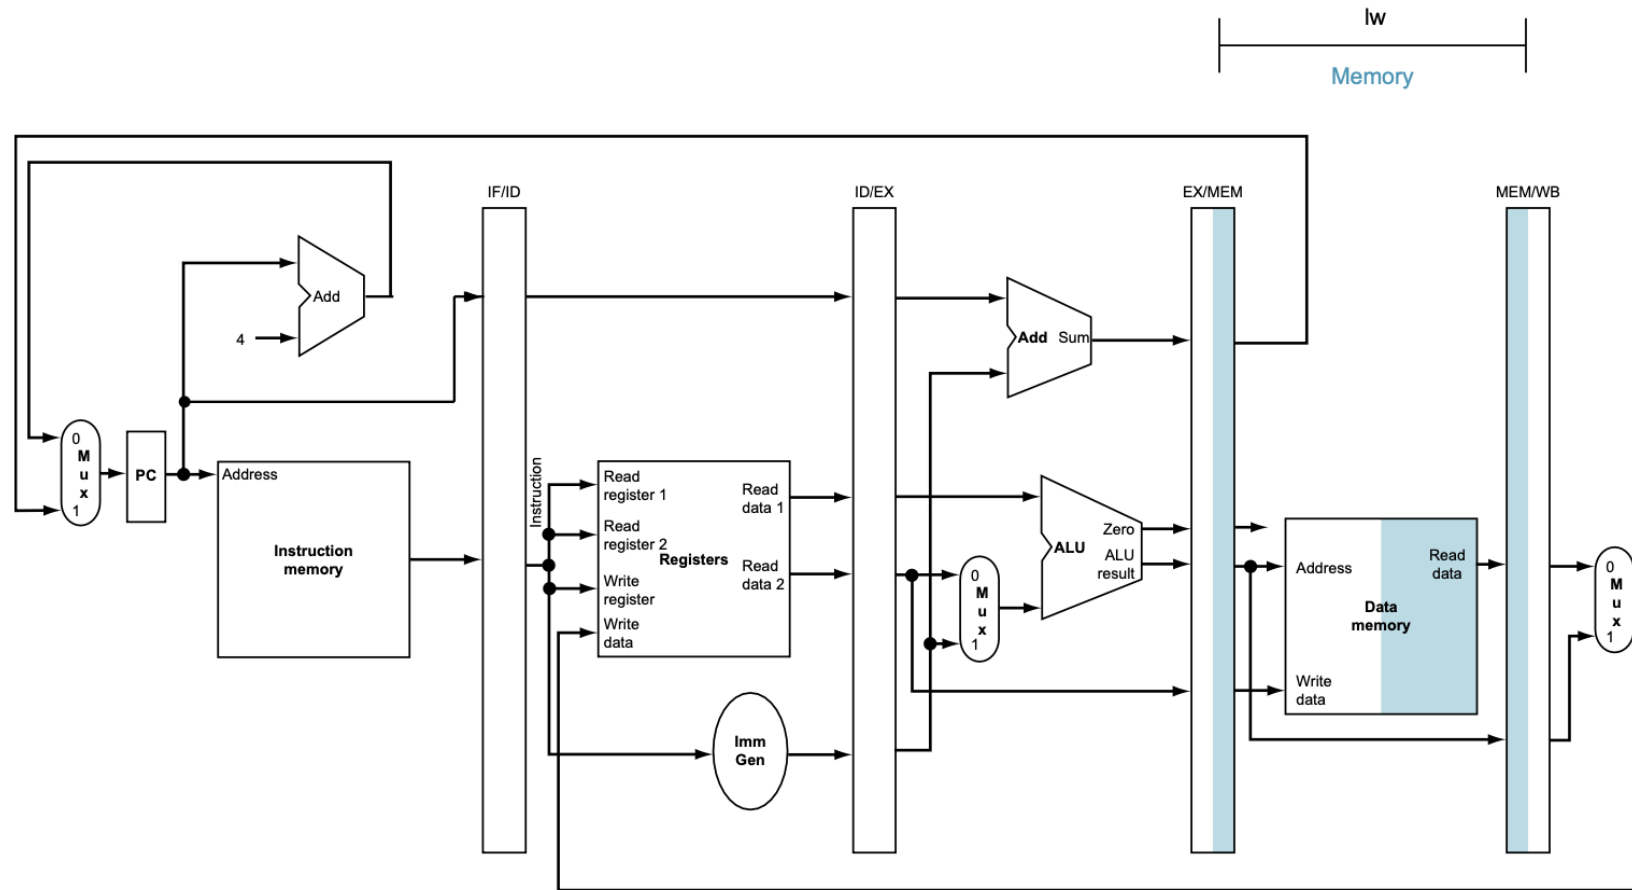 lw
Memory
IF/ID
ID/EX
EX/MEM
MEM/WB
Add
4
Add Sum
0
M
u
x
1
PC
Address
Instruction
memory
Instruction
Read
register 1
Read
register 2
Write
register
Write
data
Registers
Read
data 1
Read
data 2
Imm
Gen
0
M
u
x
1
Zero
ALU
ALU
result
Address
Read
data
Data
memory
Write
data
0
M
u
x
1